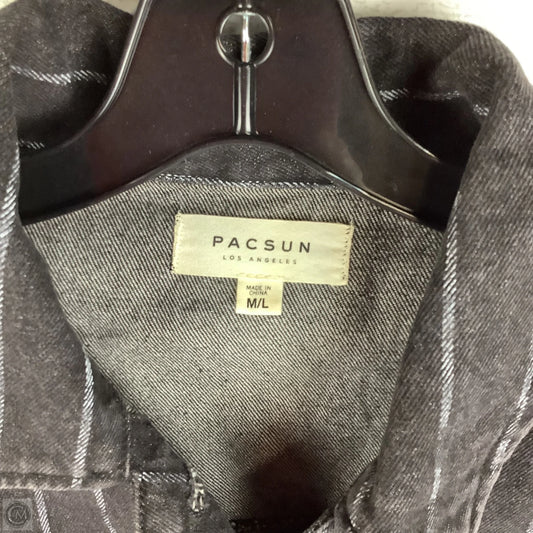 PACSUN
LOS ANGELES
MADE IN
CHINA
M/L